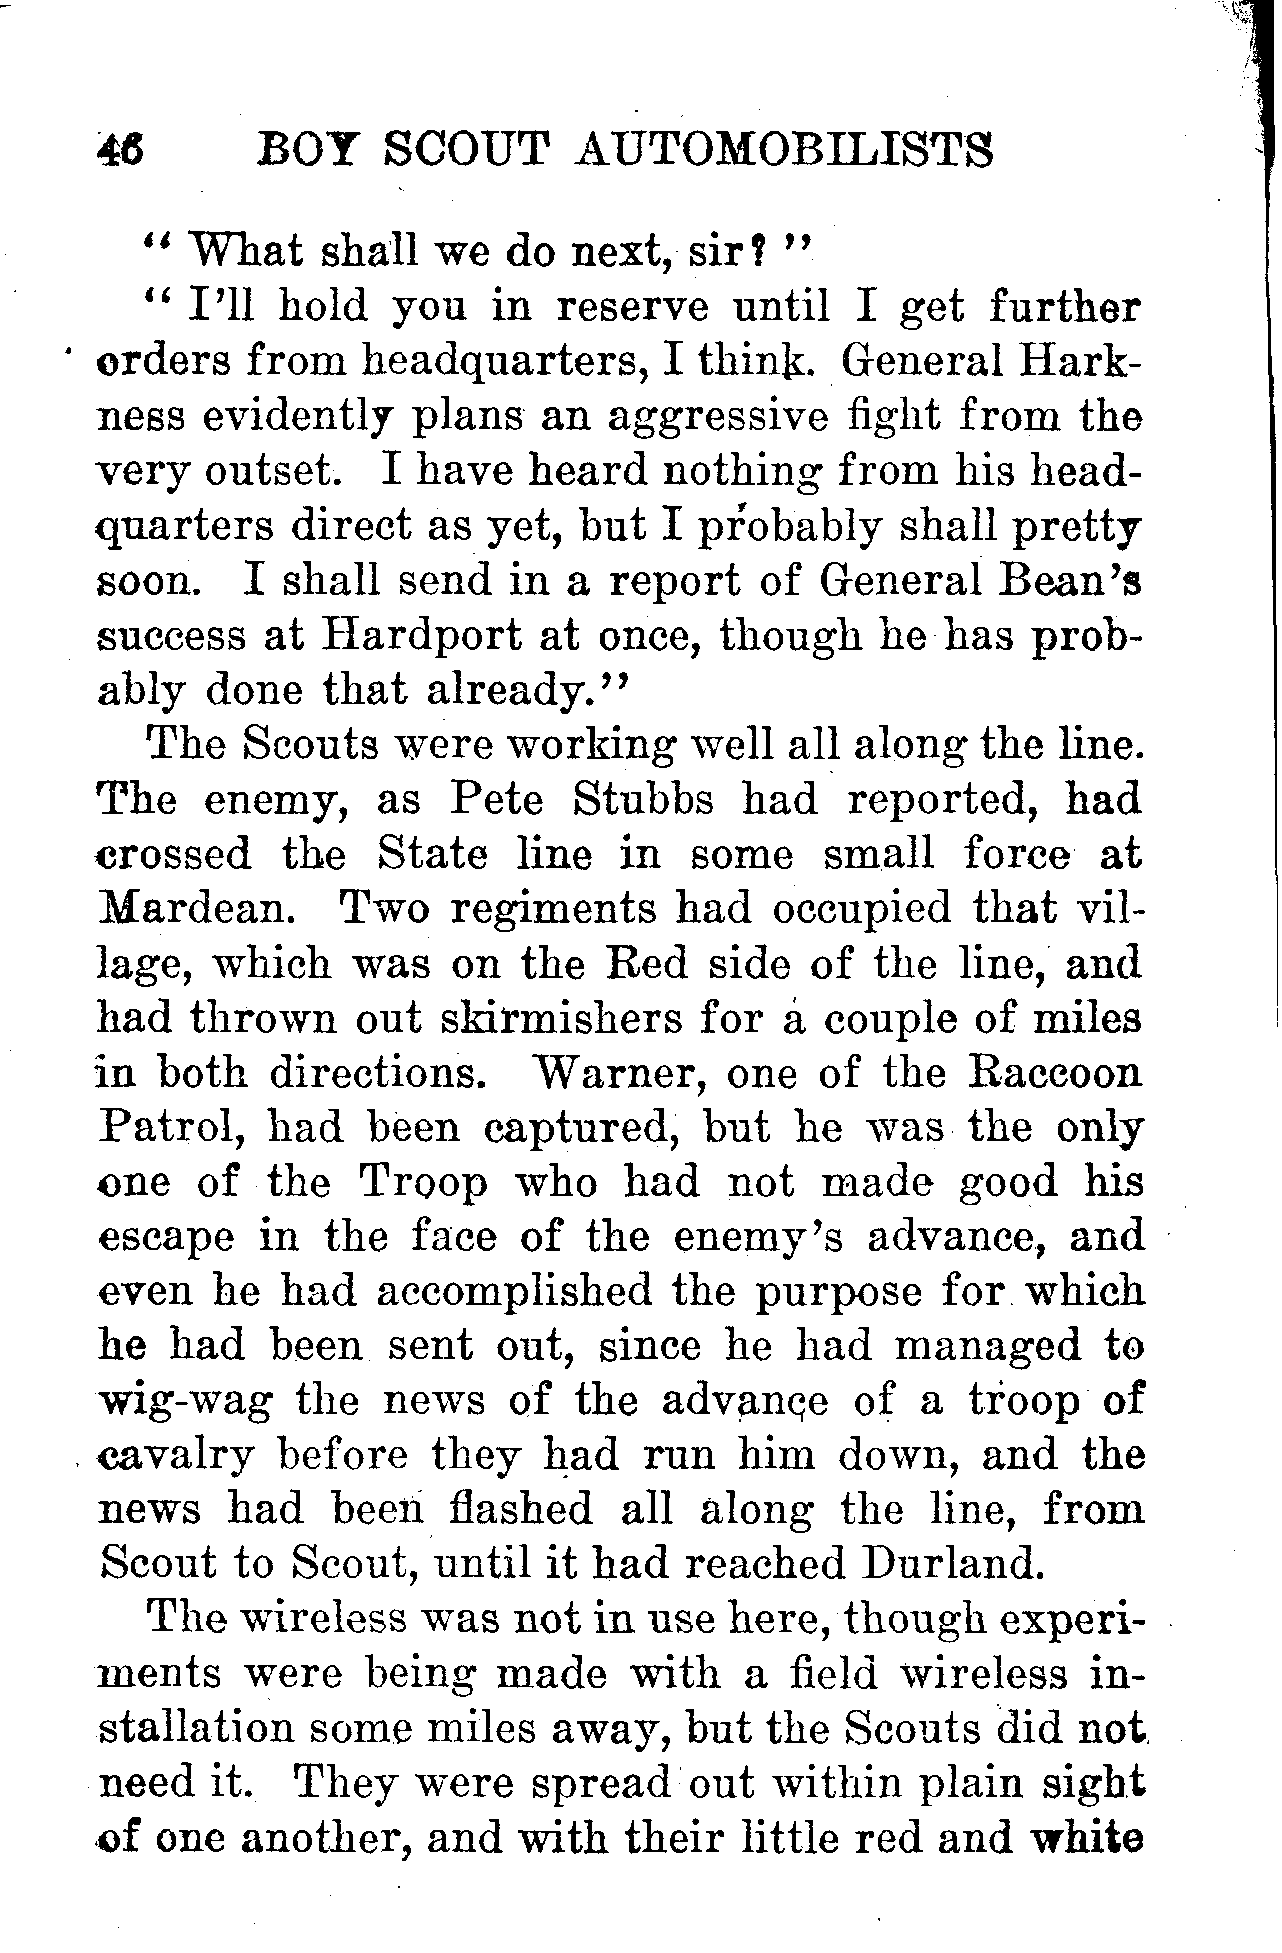 46 BOY SCOUT AUTOMOBILISTS
“ What shall we do next, sir? ”
“ I’ll hold you in reserve until I get further
orders from headquarters, I think. General Hark-
ness evidently plans an aggressive fight from the
very outset. I have heard nothing from his head-
quarters direct as yet, but I probably shall pretty
soon. I shall send in a report of General Bean’s
success at Hardport at once, though he has prob-
ably done that already.”
The Scouts were working well all along the line.
The enemy, as Pete Stubbs had reported, had
crossed the State line in some small force at
Mardean. Two regiments had occupied that vil-
lage, which was on the Red side of the line, and
had thrown out skirmishers for a couple of miles
in both directions. Warner, one of the Raccoon
Patrol, had been captured, but he was the only
one of the Troop who had not made good his
escape in the face of the enemy’s advance, and
even he had accomplished the purpose for which
he had been sent out, since he had managed to
wig-wag the news of the advance of a troop of
cavalry before they had run him down, and the
news had been flashed all along the line, from
Scout to Scout, until it had reached Durland.
The wireless was not in use here, though experi-
ments were being made with a field wireless in-
stallation some miles away, but the Scouts did not
need it. They were spread out within plain sight
of one another, and with their little red and white